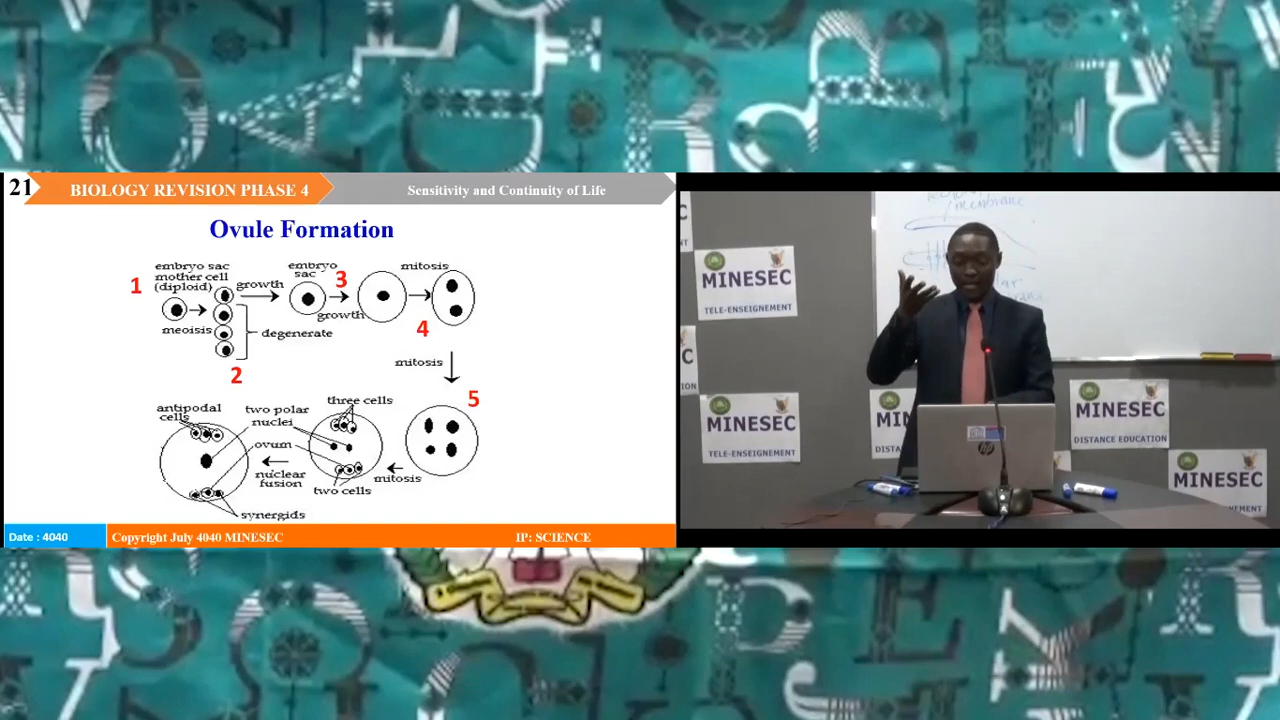 21
BIOLOGY REVISION PHASE 4
Sensitivity and Continuity of Life
Ovule Formation
embryo sac
mother cell
(diploid)
1
meoisis
2
degenerate
growth
embryo
sac
3
growth
mitosis
4
mitosis
5
antipodal
cells
two polar
nuclei
three cells
ovum
nuclear
fusion
two cells
mitosis
synergids
Date : 4040
Copyright July 4040 MINESEC
IP: SCIENCE
membrane
MINESEC
TELE-ENSEIGNEMENT
MINESEC
TELE-ENSEIGNEMENT
MINESEC
DISTANCE EDUCATION
MINESEC
hp